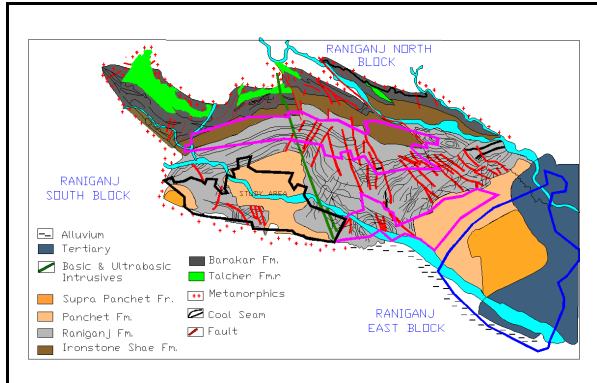 RANIGANJ NORTH
BLOCK
RANIGANJ
SOUTH BLOCK
STUDY AREA
RANIGANJ
EAST BLOCK
Alluvium
Tertiary
Basic & Ultrabasic
Intrusives
Supra Panchet Fr.
Panchet Fm.
Raniganj Fm.
Ironstone Shae Fm.
Barakar Fm.
Talcher Fm.r
Metamorphics
Coal Seam
Fault